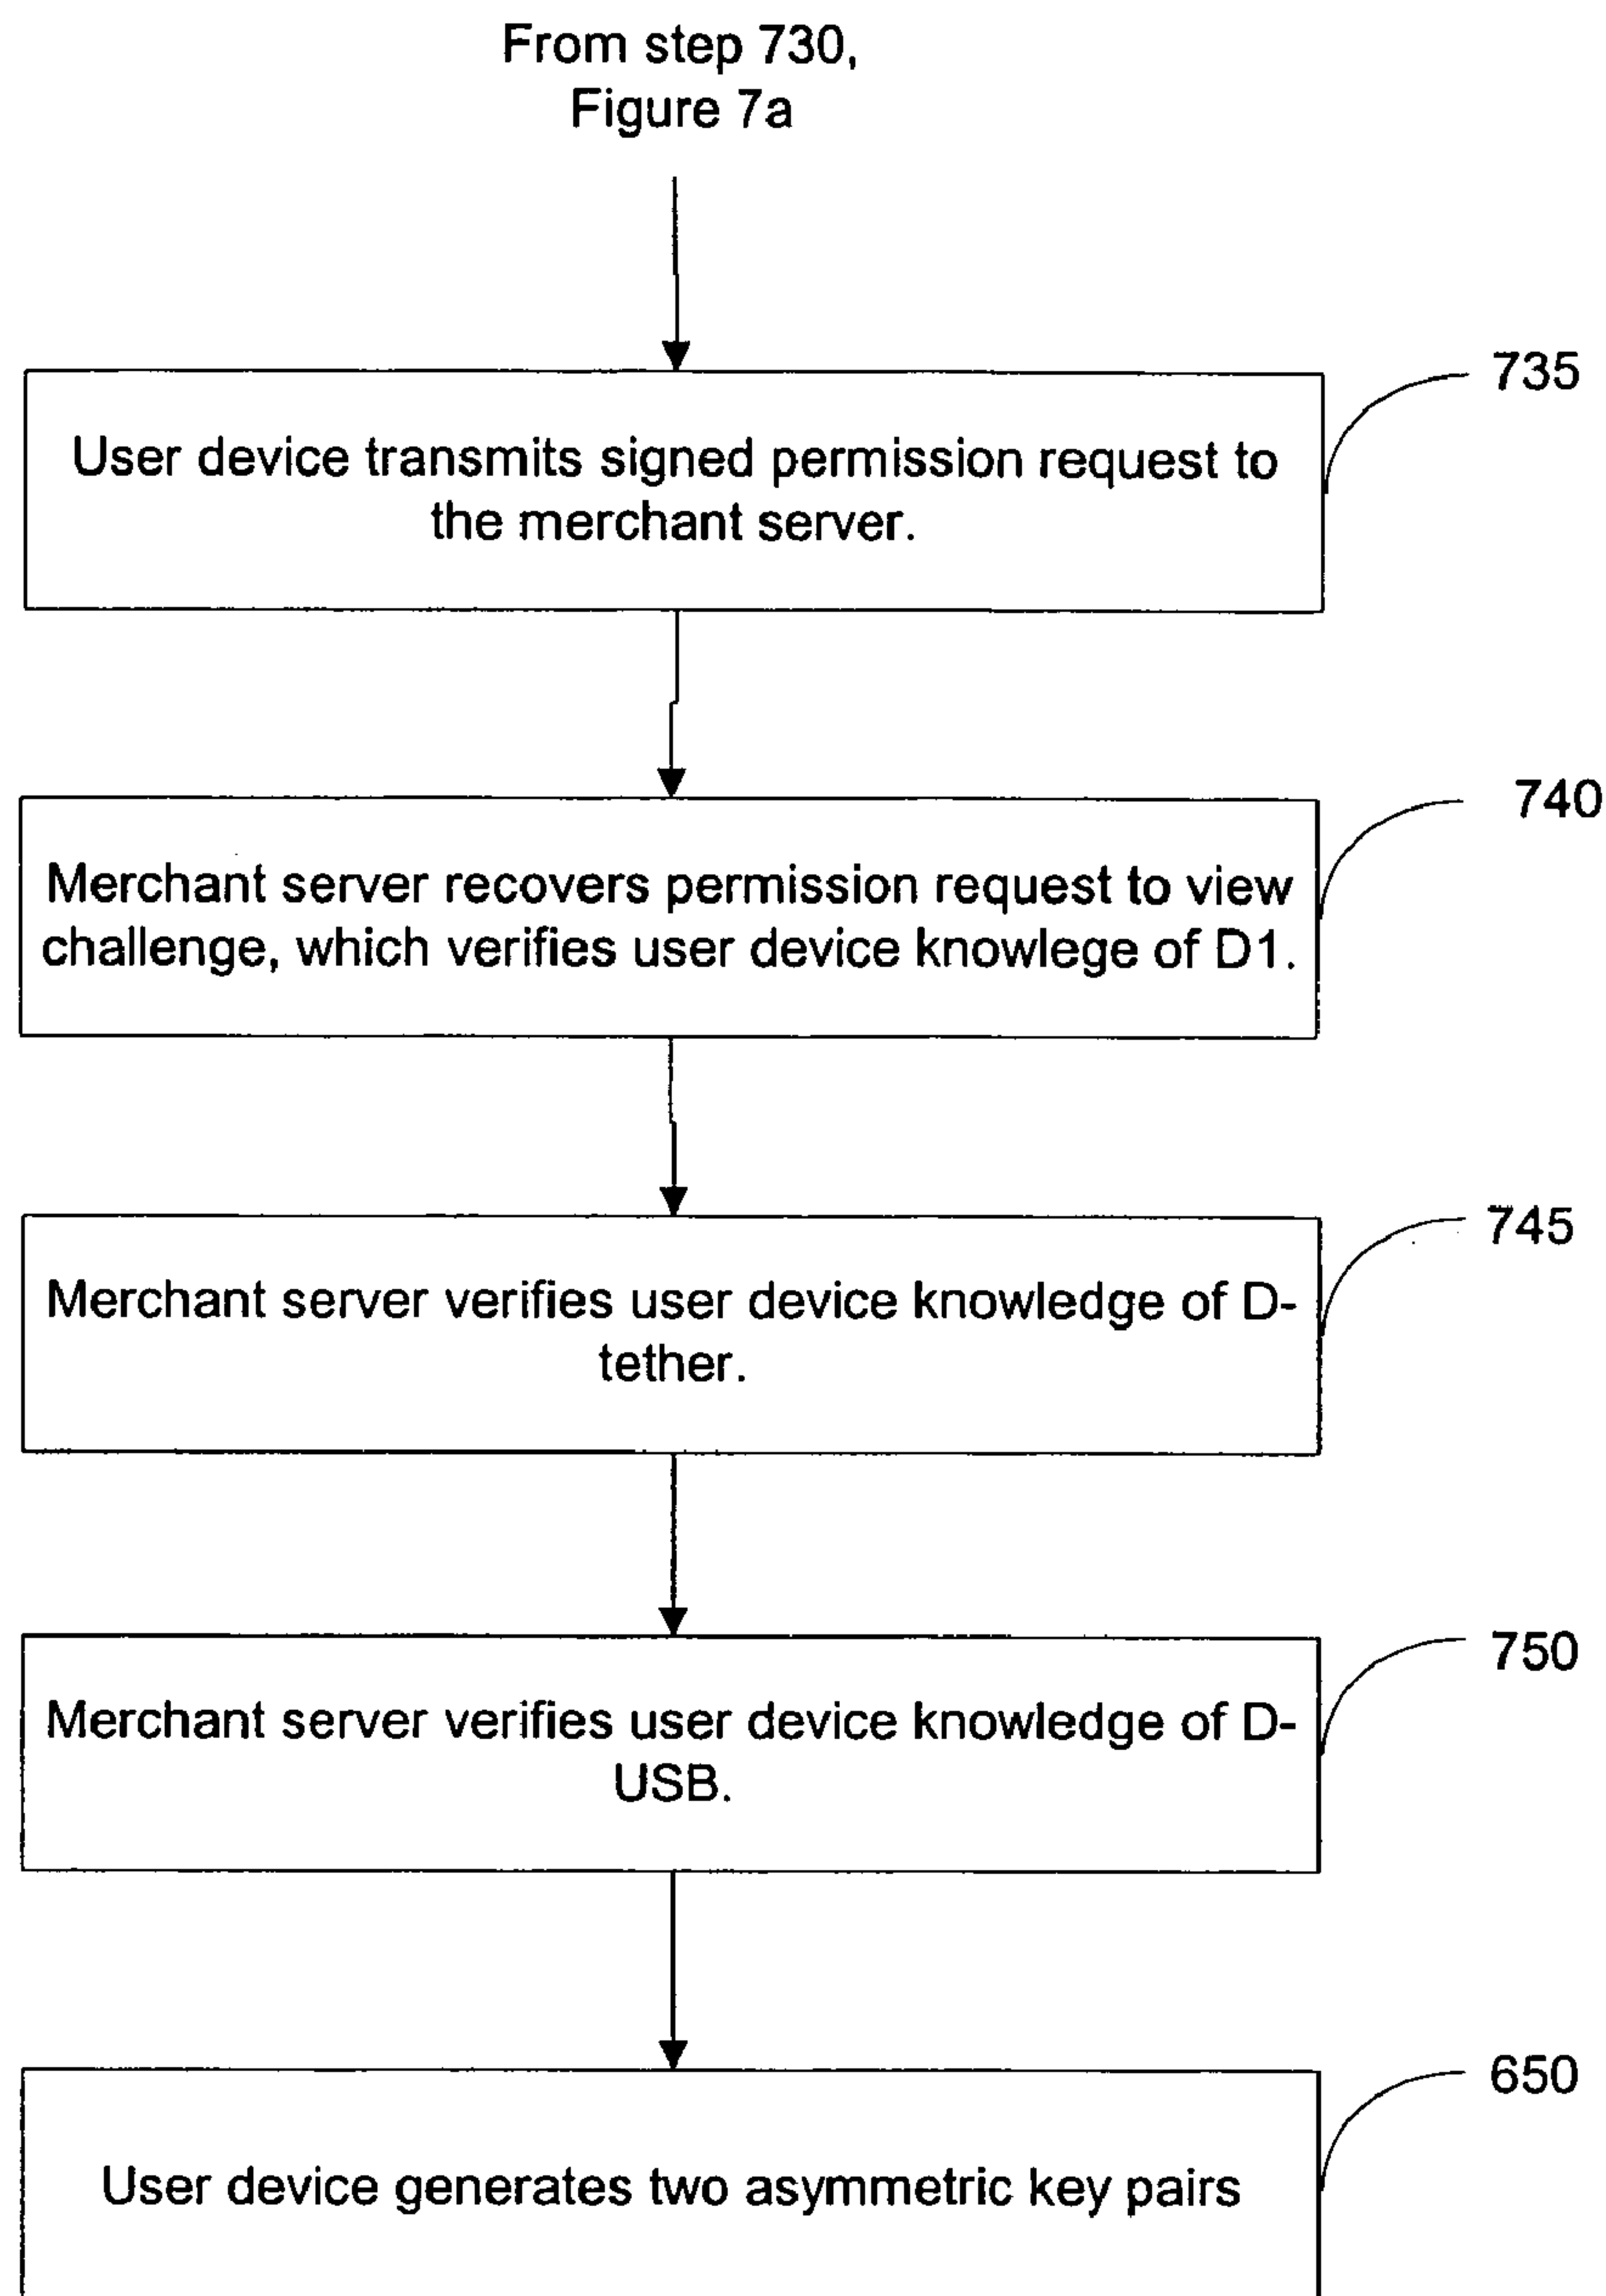 From step 730,
Figure 7a
735
User device transmits signed permission request to
the merchant server.
740
Merchant server recovers permission request to view
challenge, which verifies user device knowlege of D1.
745
Merchant server verifies user device knowledge of D-
tether.
750
Merchant server verifies user device knowledge of D-
USB.
650
User device generates two asymmetric key pairs